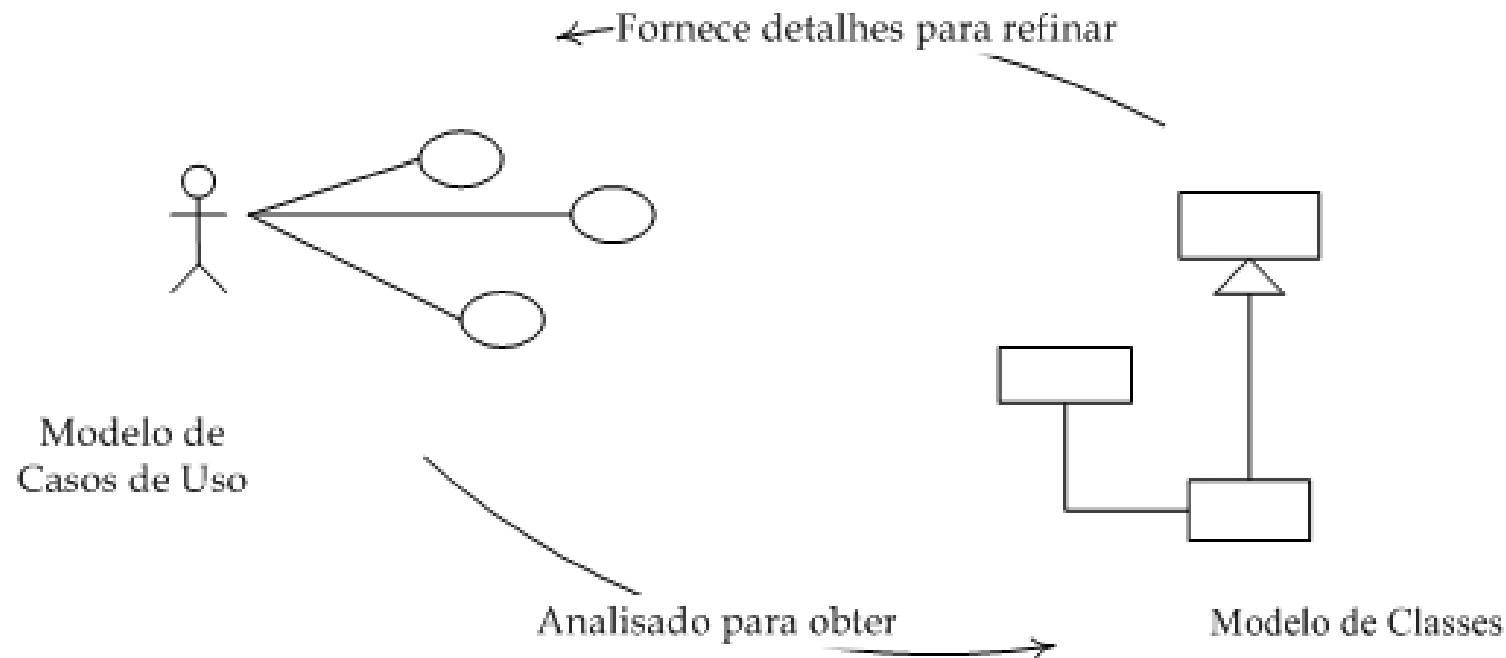 Fornece detalhes para refinar
Modelo de
Casos de Uso
Analisado para obter
Modelo de Classes